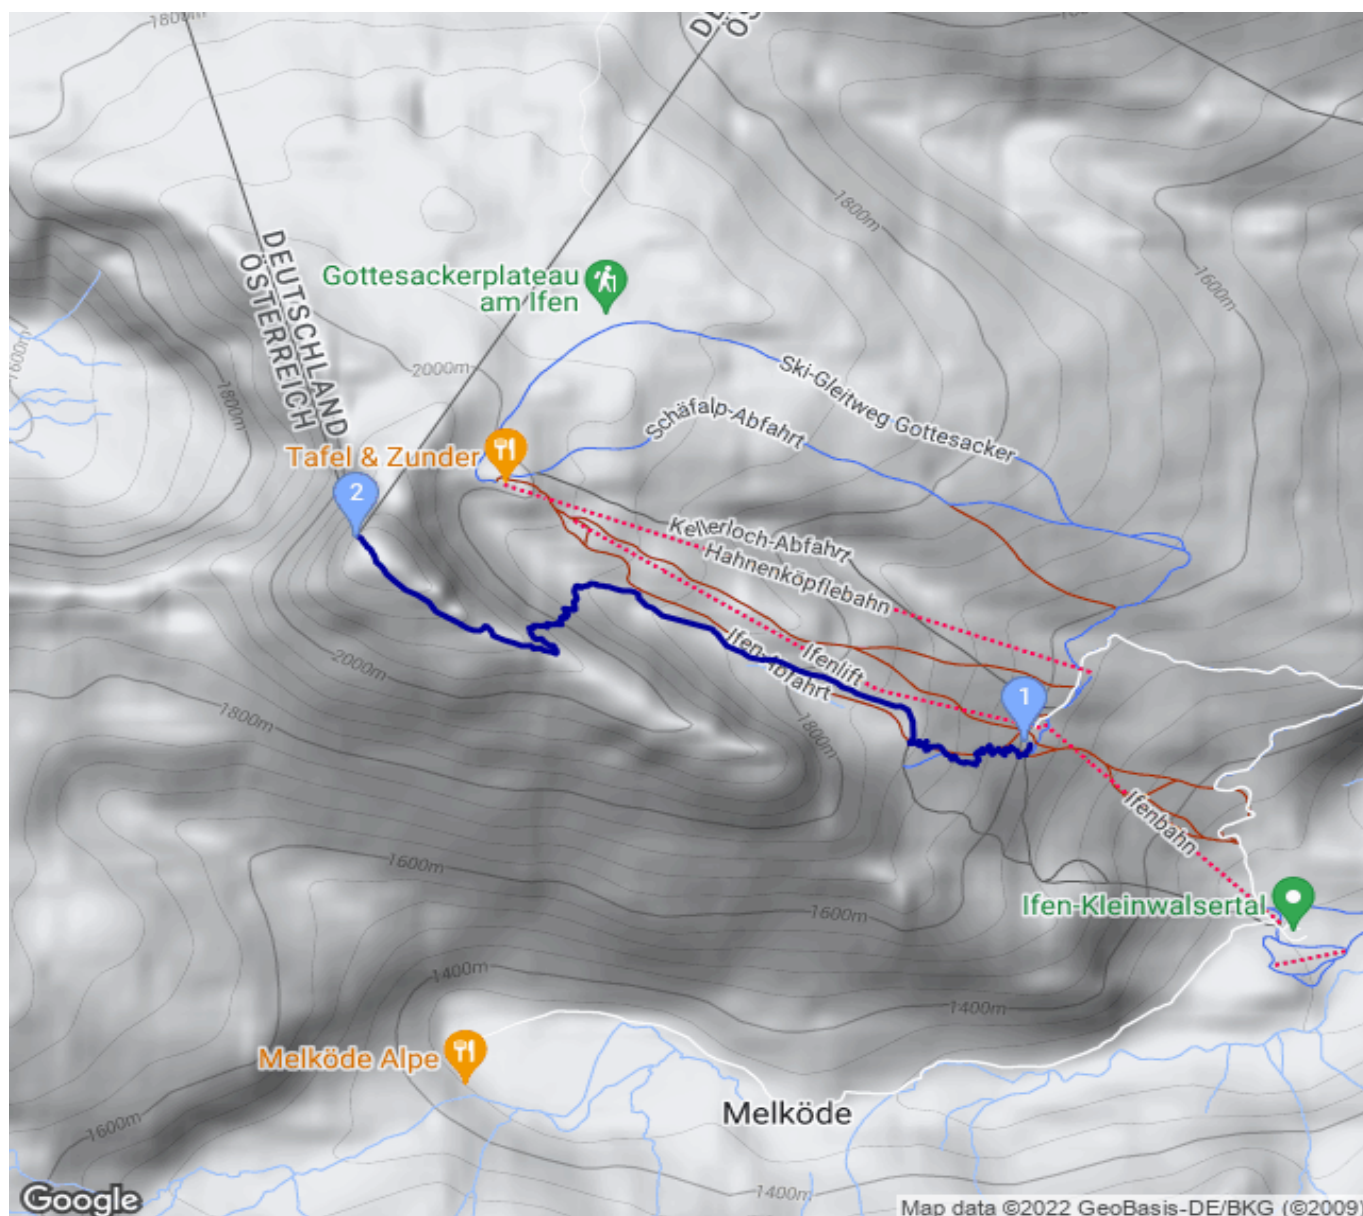 1800m
DEUTSCHLAND
ÖSTERREICH
1800m
1600m
Gottesackerplateau
am Ifen
1600m
2000m
1800m
Ski-Gleitweg Gottesacker
Schäfalp-Abfahrt
Tafel & Zunder
2
Kellerloch-Abfahrt
Hahnenköpflebahn
Ifenlift
Ifen-Abfahrt
1
2000m
1800m
1800m
Ifenbahn
1600m
Ifen-Kleinwalsertal
1600m
1400m
1400m
Melköde Alpe
Melköde
1600m
1400m
Google
Map data ©2022 GeoBasis-DE/BKG (©2009)